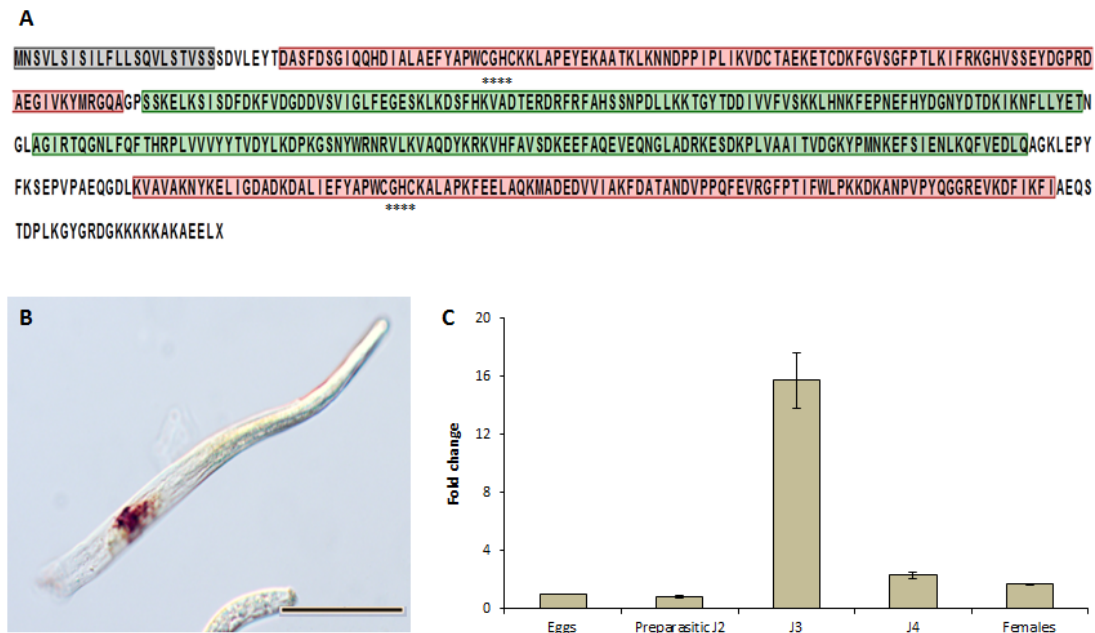 A
MNSVLSISILFLLSQVLSTVSSSDVLEYTDASFDSGIQQHDIALAEFYAPWCGHCKKLAPEYEKAATKLKNNDPPIPLIKVDCTAEKETCDKFGVSGFPTLKIFRKGHVSSEYDGPRD
****
AEGIVKYMRGQAGPSSKELKSISDFDKFVDGDDVSVIGLFEGESKLKDSFHKVADTERDRFRFAHSSNPDLLKKTGYTDDIVVFVSKKLHNKFEPNEFHYDGNYDTDKIKNFLLYETN
GLAGIRTQGNLFQFTHRPLVVVYYTVDYLKDPKGSNYWRNRVLKVAQDYKRKVHFAVSDKEEFAQEVEQNGLADRKESDKPLVAAITVDGKYPMNKEFSIENLKQFVEDLQAGKLEPY
FKSEPVPAEQGDLKVAVAKNYKELIGDADKDALIEFYAPWCGHCKALAPKFEELAQKMADEDVVIAKFDATANDVPPQFEVRGFPTIFWLPKKDKANPVPYQGGREVKDFIKFIAEQS
****
TDPLKGYGRDGKKKKKAKAEELX
B
C
20
16
12
8
4
0
Fold change
Eggs Preparasitic J2 J3 J4 Females